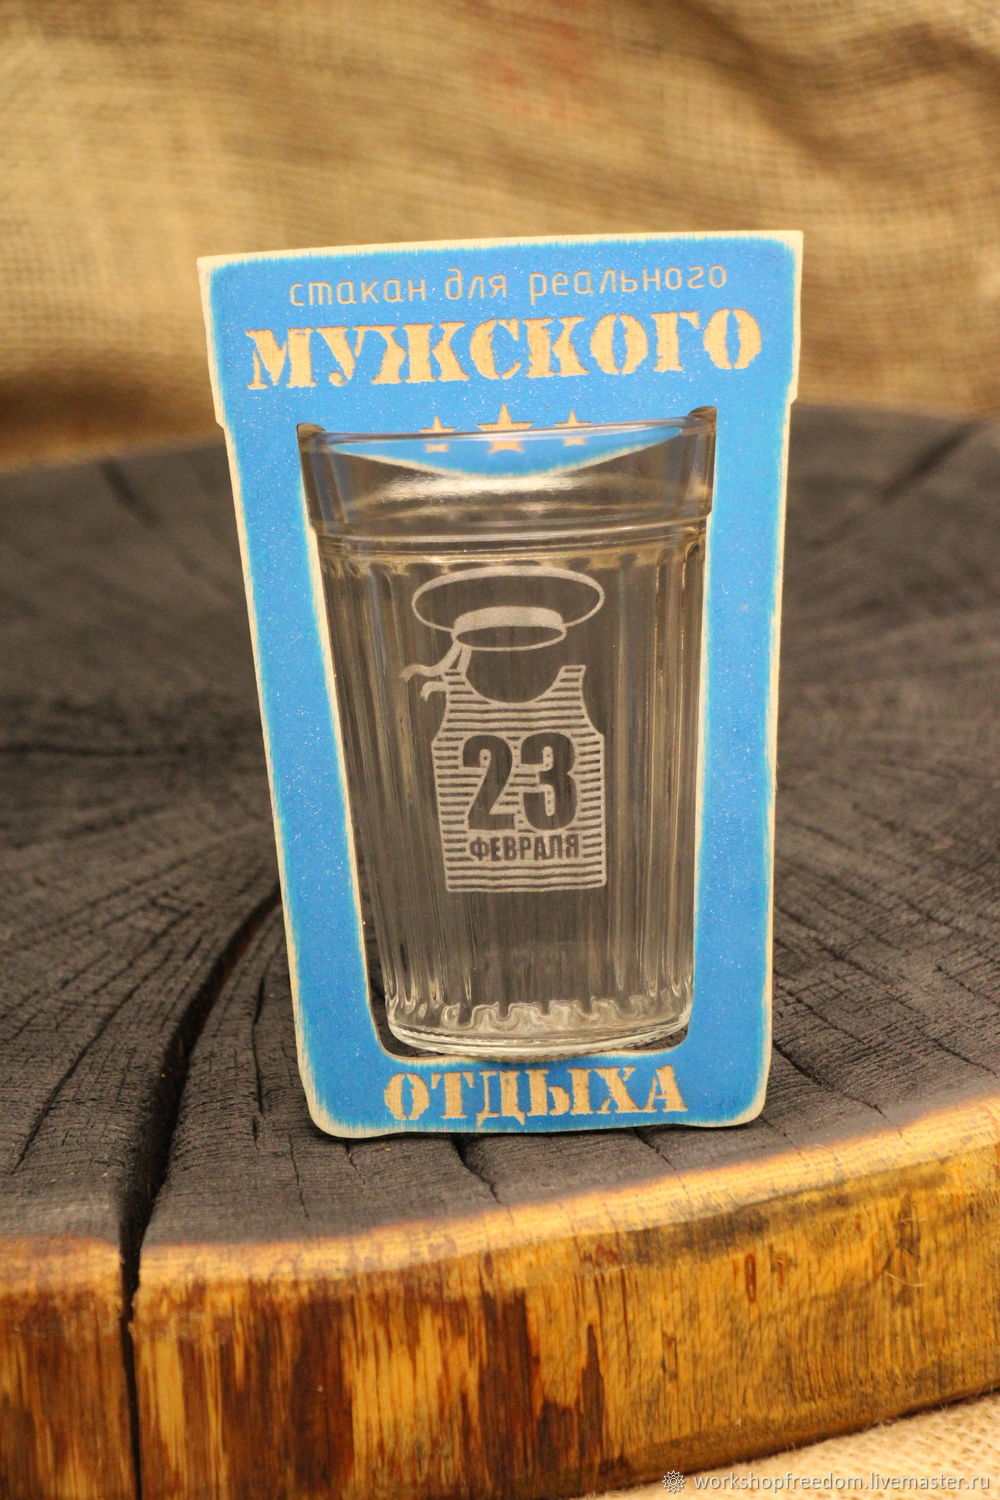 стакан для реального
МУЖСКОГО
23
ФЕВРАЛЯ
ОТДЫХА
workshopfreedom.livemaster.ru